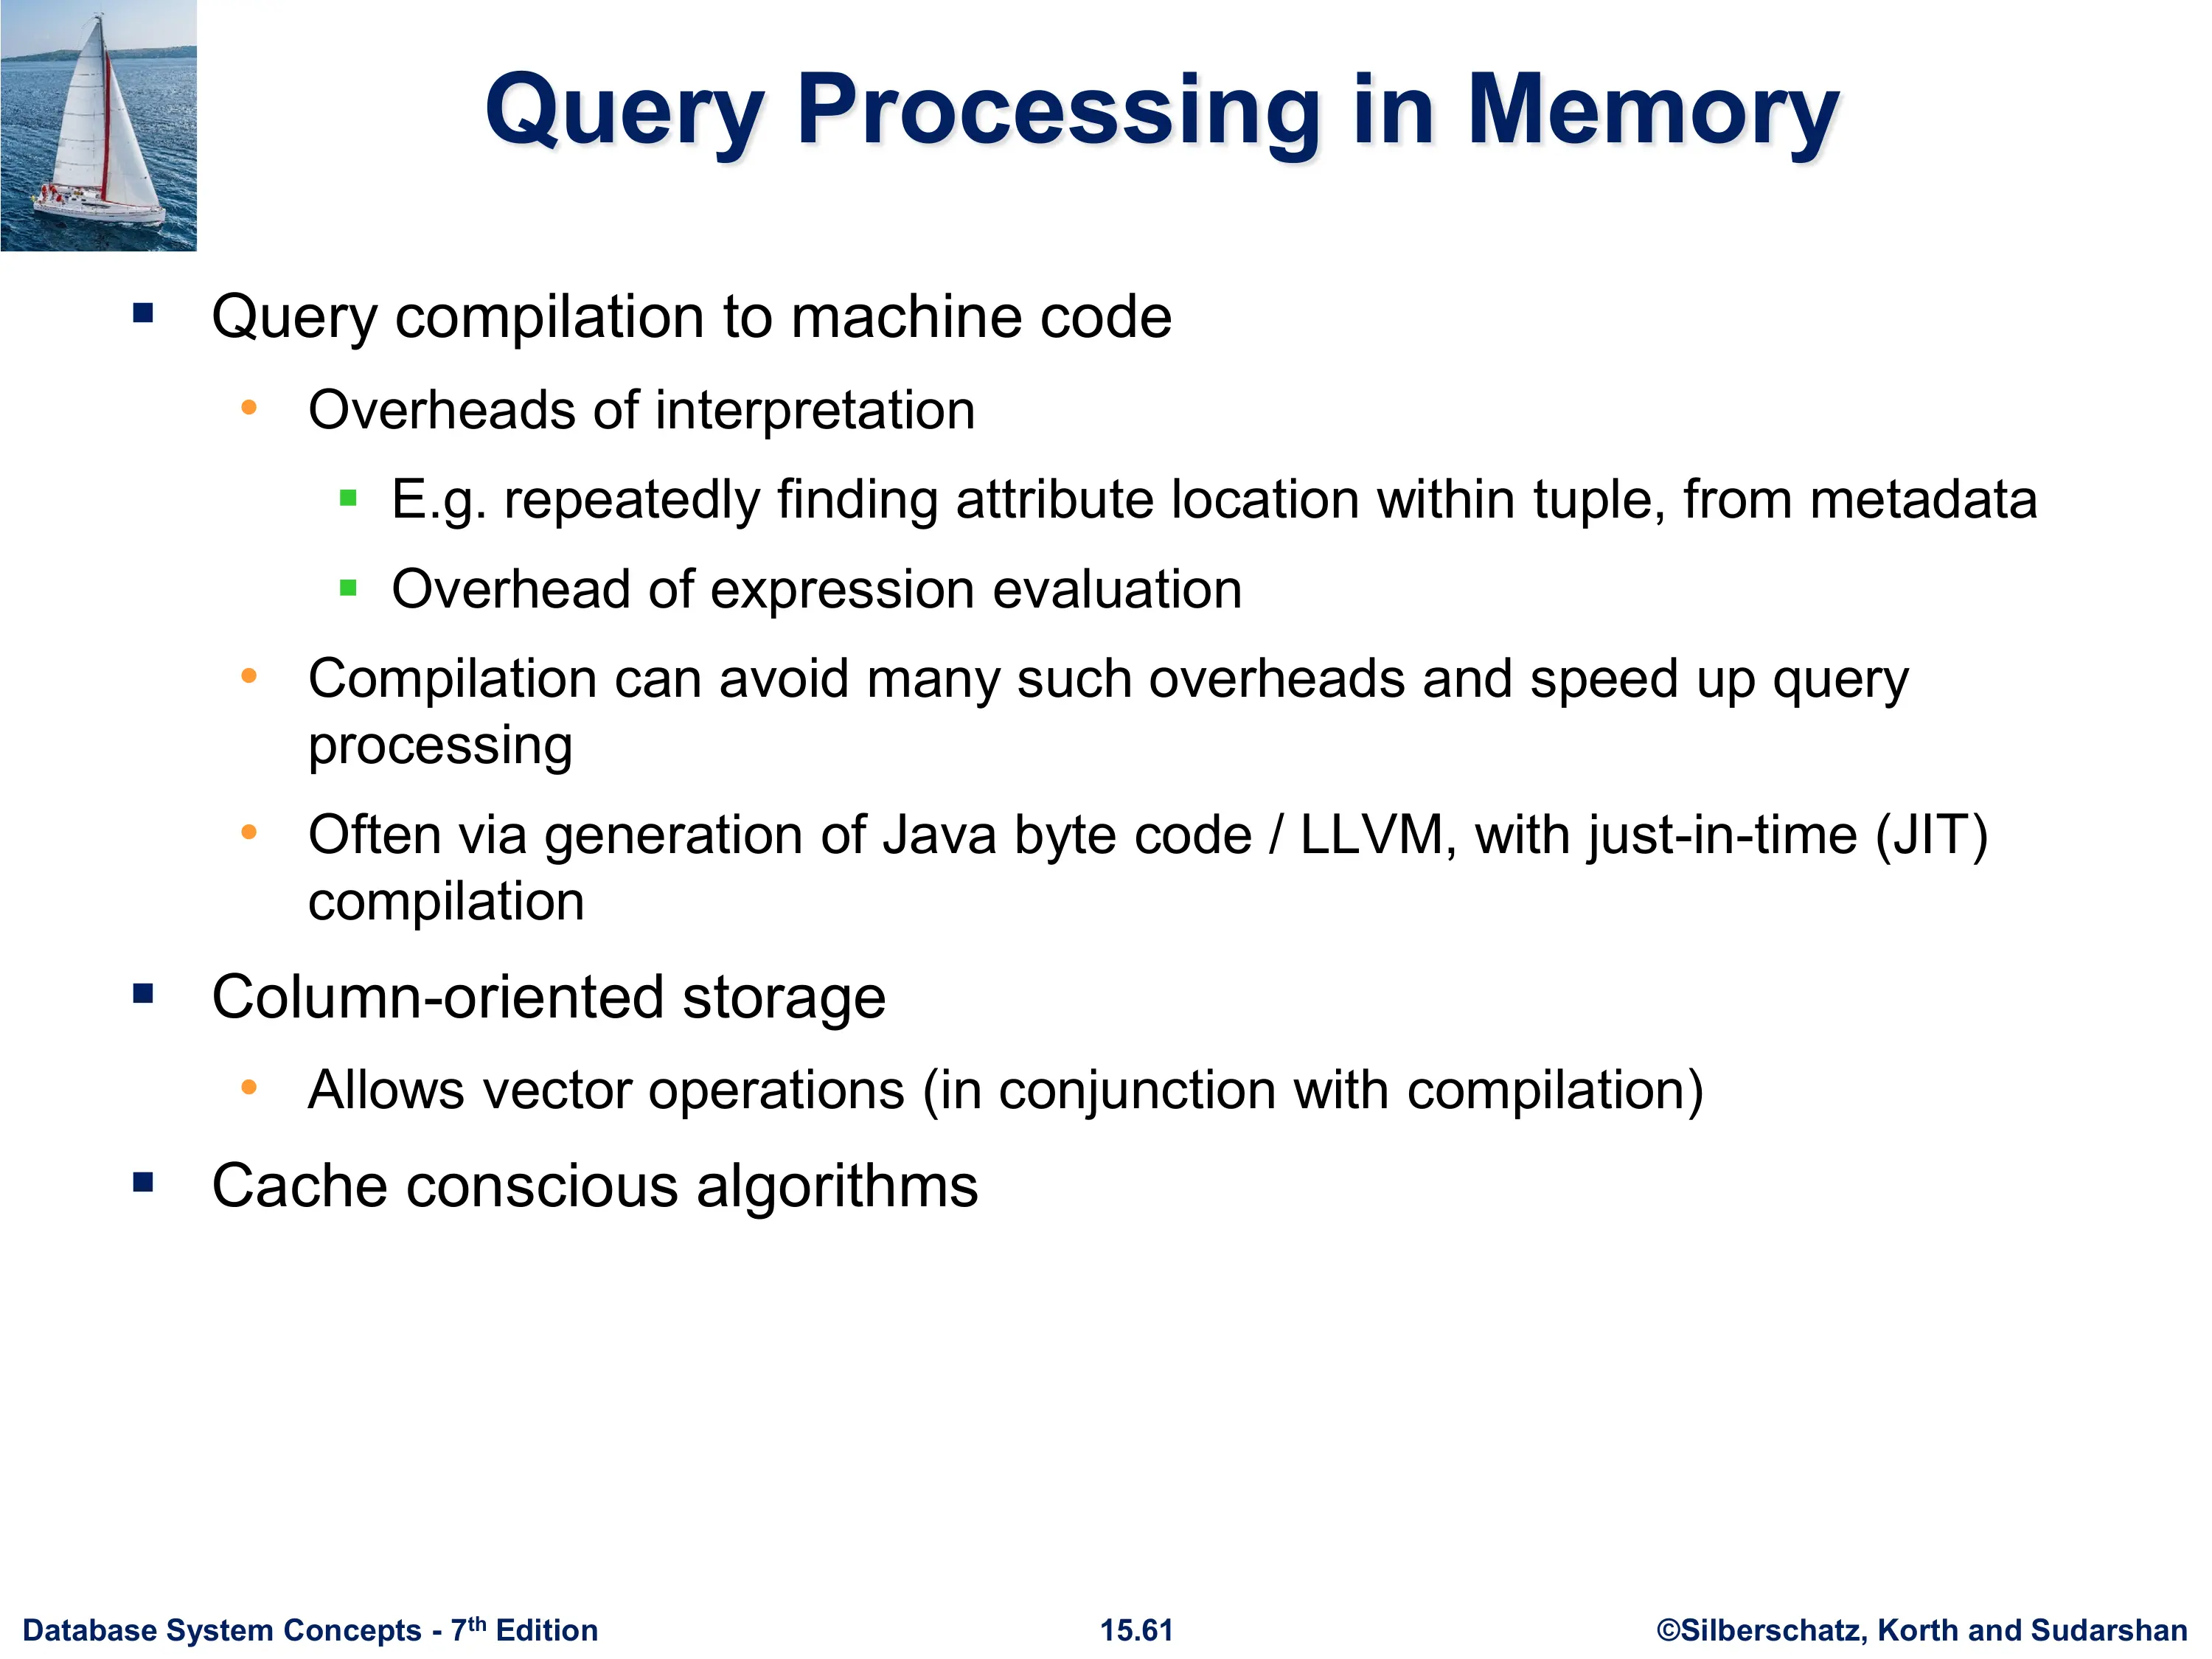 Query Processing in Memory
Query compilation to machine code
Overheads of interpretation
E.g. repeatedly finding attribute location within tuple, from metadata
Overhead of expression evaluation
Compilation can avoid many such overheads and speed up query
processing
Often via generation of Java byte code / LLVM, with just-in-time (JIT)
compilation
Column-oriented storage
Allows vector operations (in conjunction with compilation)
Cache conscious algorithms
Database System Concepts - 7th Edition
15.61
©Silberschatz, Korth and Sudarshan